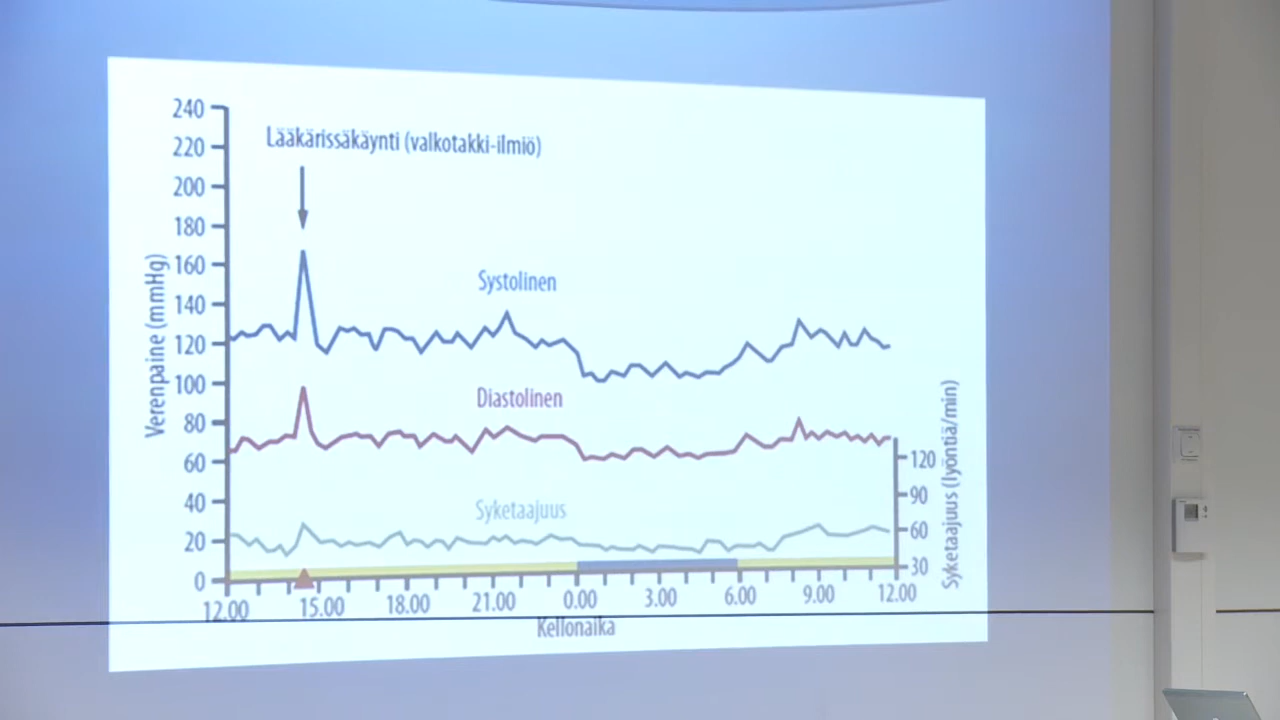 Lääkärissäkäynti (valkotakki-ilmiö)
Verenpaine (mmHg)
240
220
200
180
160
140
120
100
80
60
40
20
0
Systolinen
Diastolinen
Syketaajuus
Syketaajuus (lyöntiä/min)
120
90
60
30
12.00 15.00 18.00 21.00 0.00 3.00 6.00 9.00 12.00
Kellonaika